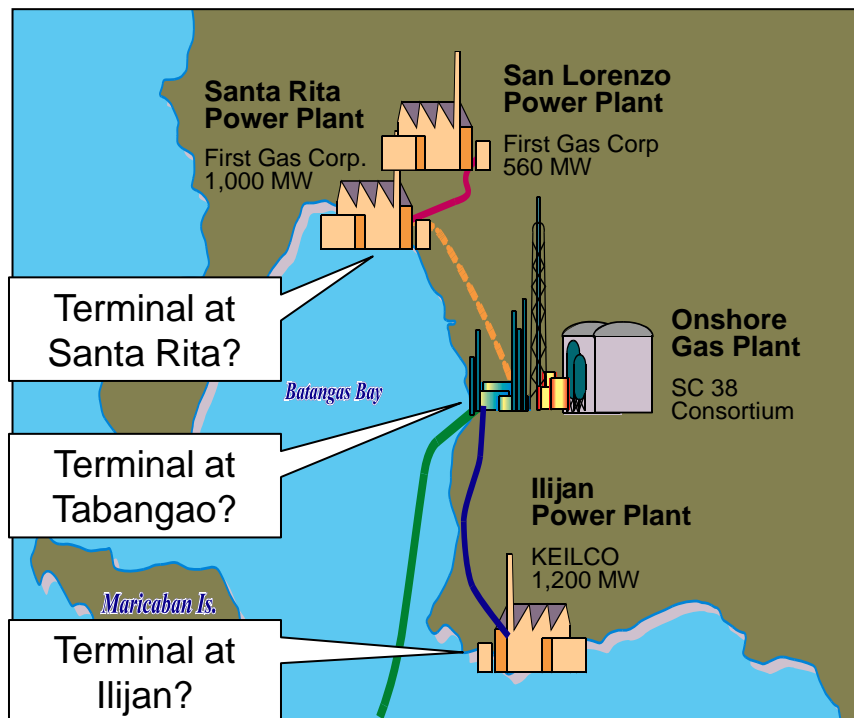 Santa Rita
Power Plant
First Gas Corp.
1,000 MW
San Lorenzo
Power Plant
First Gas Corp
560 MW
Terminal at
Santa Rita?
Onshore
Gas Plant
SC 38
Consortium
Batangas Bay
Terminal at
Tabangao?
Ilijan
Power Plant
KEILCO
1,200 MW
Maricaban Is.
Terminal at
Ilijan?